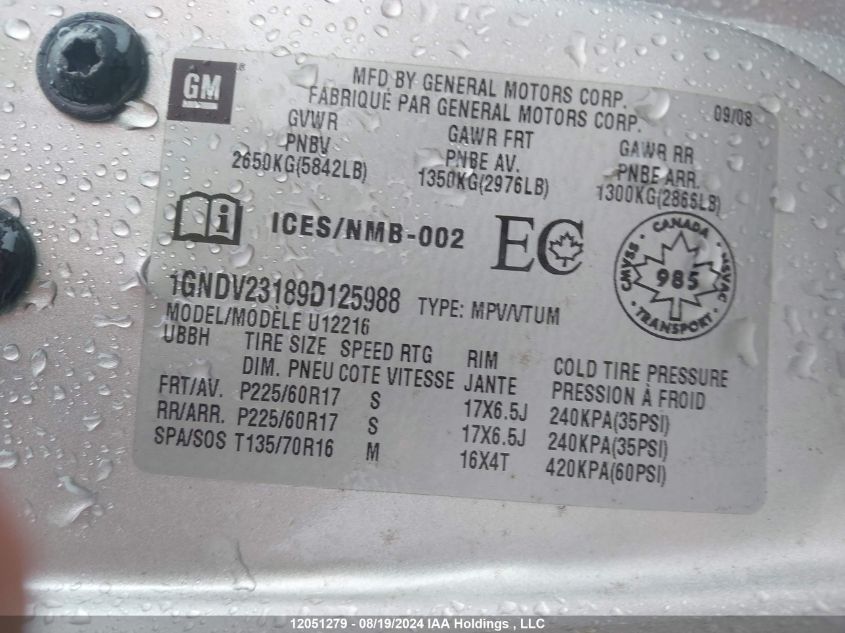 GM
MFD BY GENERAL MOTORS CORP.
FABRIQUÉ PAR GENERAL MOTORS CORP.
09/08
GVWR GAWR FRT GAWR RR
PNBV PNBE AV. PNBE ARR.
2650KG(5842LB) 1350KG(2976LB) 1300KG(2866LB)
i ICES/NMB-002 EC
CANADA
CMVSS 985 NSVAC
TRANSPORT
1GNDV23189D125988 TYPE: MPV/VTUM
MODEL/MODÈLE U12216
UBBH TIRE SIZE SPEED RTG RIM COLD TIRE PRESSURE
DIM. PNEU COTE VITESSE JANTE PRESSION À FROID
FRT/AV. P225/60R17 S 17X6.5J 240KPA(35PSI)
RR/ARR. P225/60R17 S 17X6.5J 240KPA(35PSI)
SPA/SOS T135/70R16 M 16X4T 420KPA(60PSI)
12051279 - 08/19/2024 IAA Holdings , LLC